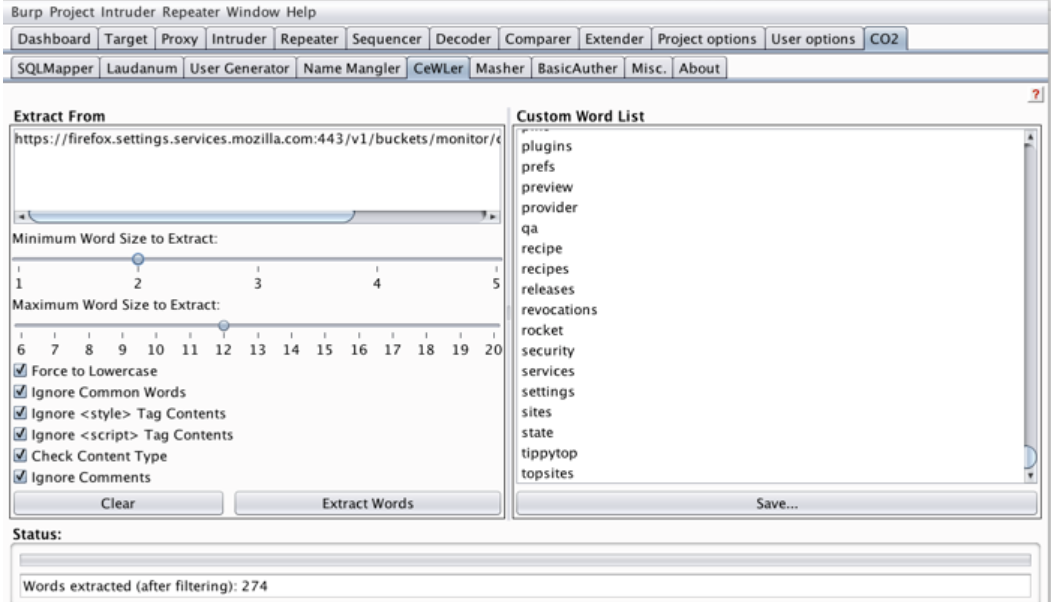 Burp Project Intruder Repeater Window Help
Dashboard Target Proxy Intruder Repeater Sequencer Decoder Comparer Extender Project options User options CO2
SQLMapper Laudanum User Generator Name Mangler CeWLer Masher BasicAuther Misc. About
?
Extract From
https://firefox.settings.services.mozilla.com:443/v1/buckets/monitor/c
Minimum Word Size to Extract:
1 2 3 4 5
Maximum Word Size to Extract:
6 7 8 9 10 11 12 13 14 15 16 17 18 19 20
Force to Lowercase
Ignore Common Words
Ignore <style> Tag Contents
Ignore <script> Tag Contents
Check Content Type
Ignore Comments
Clear Extract Words
Custom Word List
plugins
prefs
preview
provider
qa
recipe
recipes
releases
revocations
rocket
security
services
settings
sites
state
tippytop
topsites
Save...
Status:
Words extracted (after filtering): 274